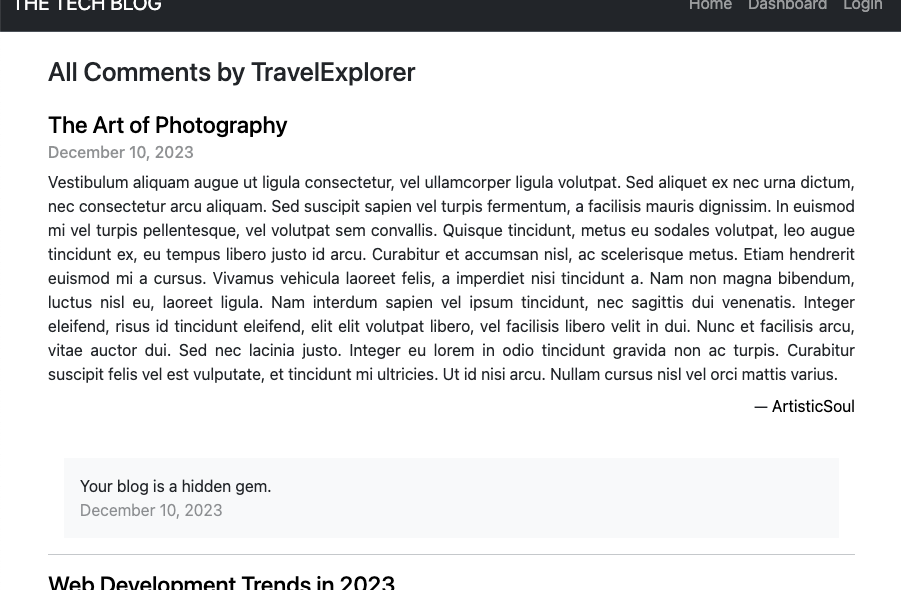 THE TECH BLOG
Home Dashboard Login
All Comments by TravelExplorer
The Art of Photography
December 10, 2023
Vestibulum aliquam augue ut ligula consectetur, vel ullamcorper ligula volutpat. Sed aliquet ex nec urna dictum,
nec consectetur arcu aliquam. Sed suscipit sapien vel turpis fermentum, a facilisis mauris dignissim. In euismod
mi vel turpis pellentesque, vel volutpat sem convallis. Quisque tincidunt, metus eu sodales volutpat, leo augue
tincidunt ex, eu tempus libero justo id arcu. Curabitur et accumsan nisl, ac scelerisque metus. Etiam hendrerit
euismod mi a cursus. Vivamus vehicula laoreet felis, a imperdiet nisi tincidunt a. Nam non magna bibendum,
luctus nisl eu, laoreet ligula. Nam interdum sapien vel ipsum tincidunt, nec sagittis dui venenatis. Integer
eleifend, risus id tincidunt eleifend, elit elit volutpat libero, vel facilisis libero velit in dui. Nunc et facilisis arcu,
vitae auctor dui. Sed nec lacinia justo. Integer eu lorem in odio tincidunt gravida non ac turpis. Curabitur
suscipit felis vel est vulputate, et tincidunt mi ultricies. Ut id nisi arcu. Nullam cursus nisl vel orci mattis varius.
— ArtisticSoul
Your blog is a hidden gem.
December 10, 2023
Web Development Trends in 2023